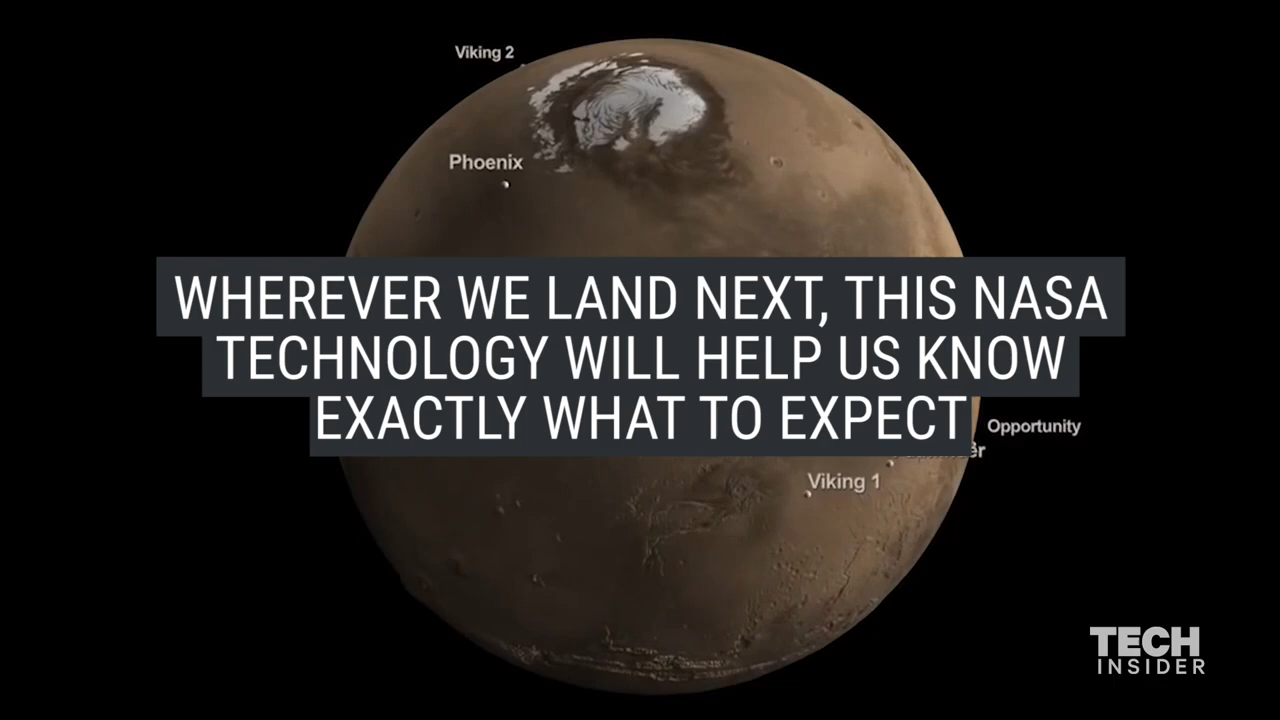 Viking 2
Phoenix
WHEREVER WE LAND NEXT, THIS NASA
TECHNOLOGY WILL HELP US KNOW
EXACTLY WHAT TO EXPECT
Opportunity
Viking 1
TECH
INSIDER